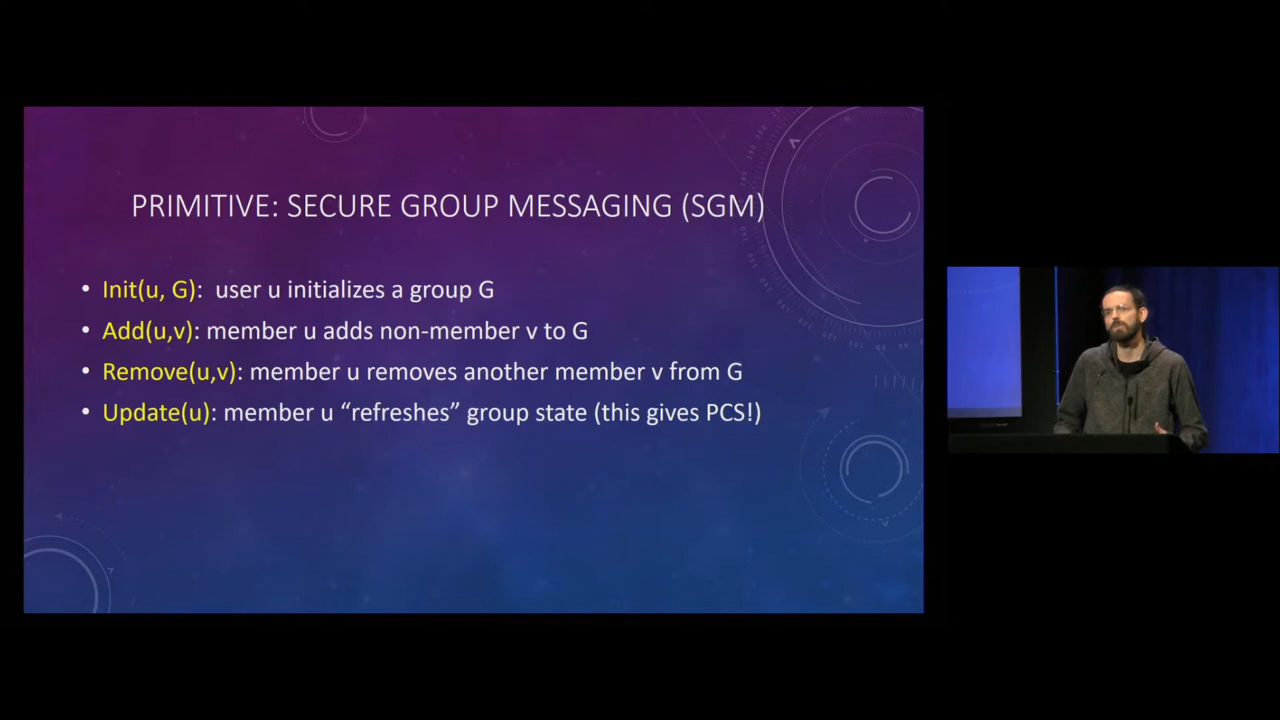 PRIMITIVE: SECURE GROUP MESSAGING (SGM)
• Init(u, G): user u initializes a group G
• Add(u,v): member u adds non-member v to G
• Remove(u,v): member u removes another member v from G
• Update(u): member u “refreshes” group state (this gives PCS!)